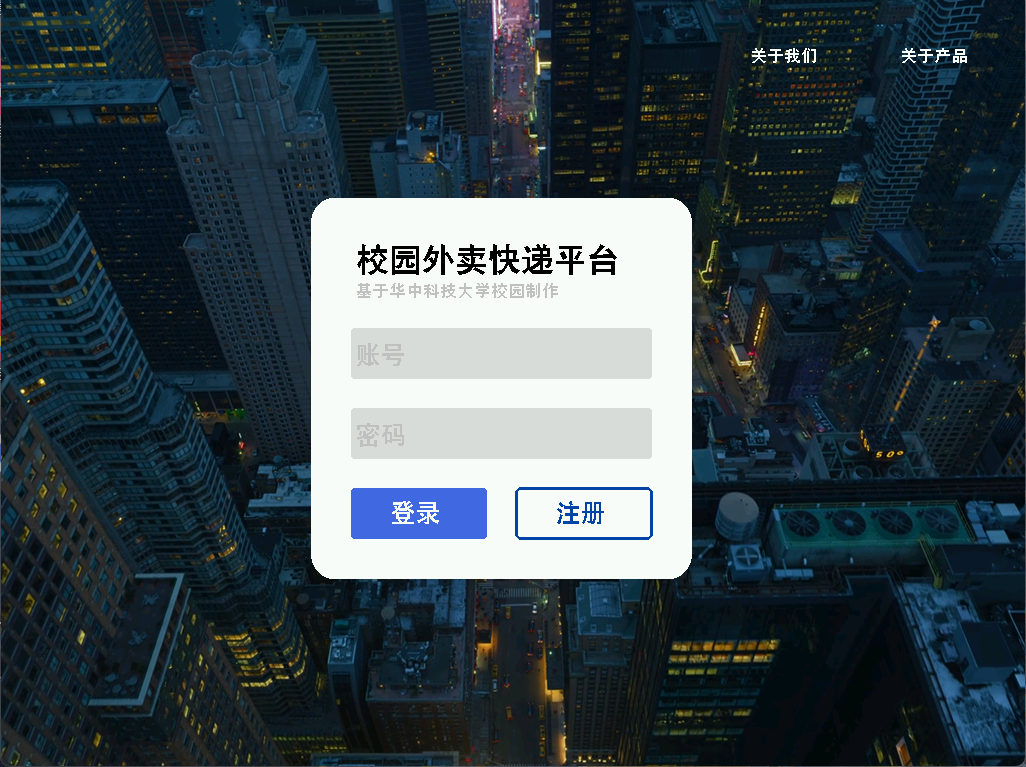 关于我们
关于产品
校园外卖快递平台
基于华中科技大学校园制作
账号
密码
登录
注册